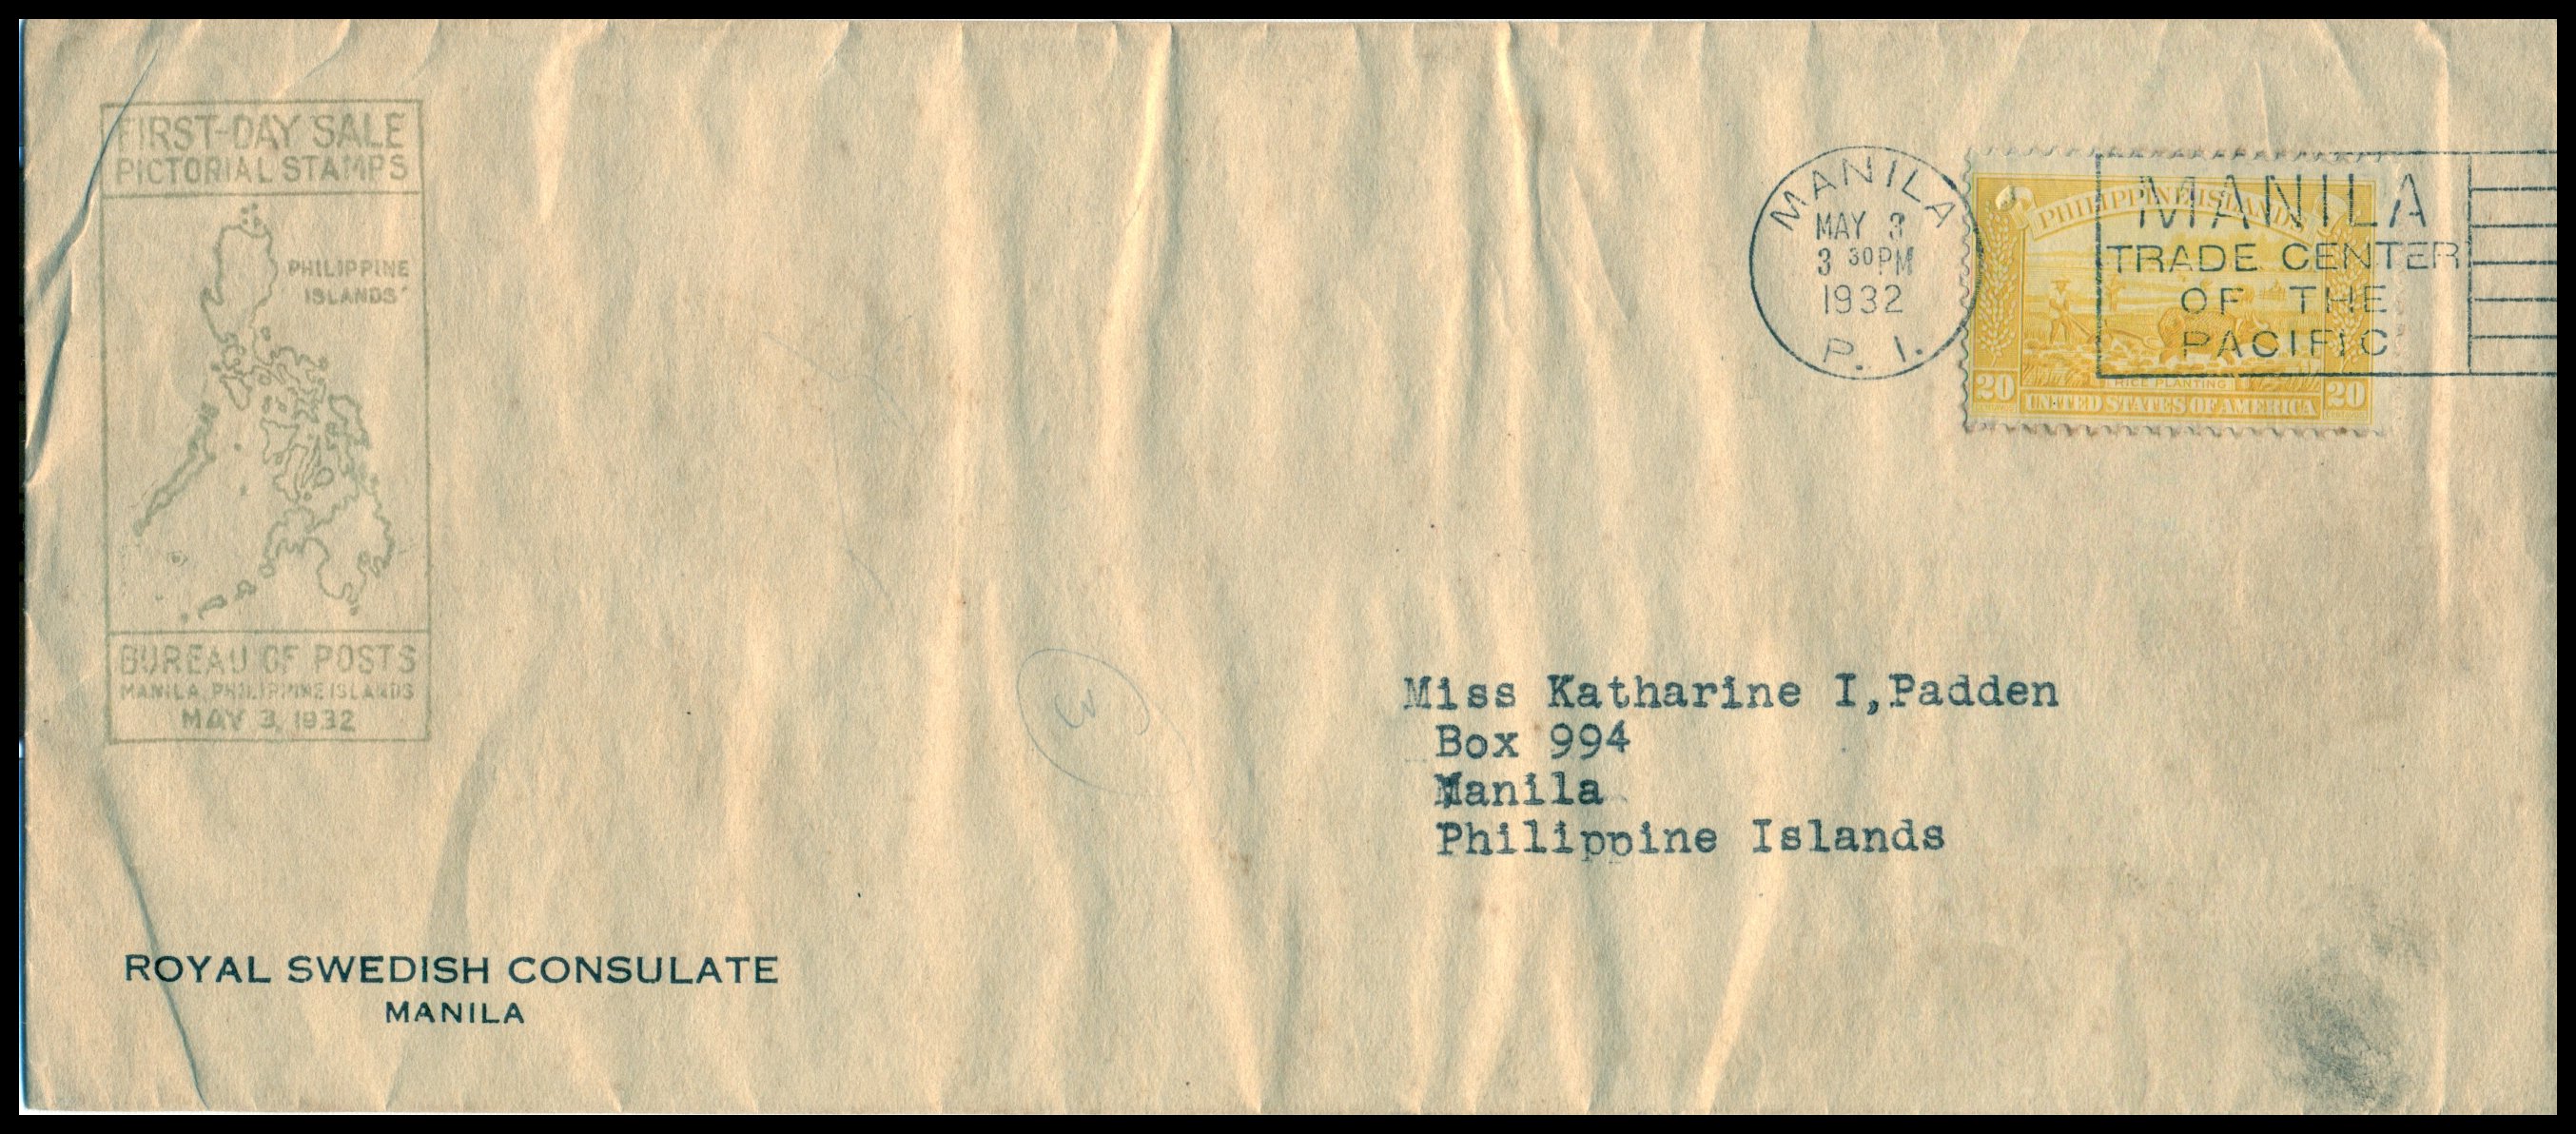 FIRST-DAY SALE
PICTORIAL STAMPS
PHILIPPINE
ISLANDS
BUREAU OF POSTS
MANILA, PHILIPPINE ISLANDS
MAY 3, 1932
MANILA
MAY 3
3 30PM
1932
P. I.
PHILIPPINE ISLANDS
RICE PLANTING
20 20
UNITED STATES OF AMERICA
MANILA
TRADE CENTER
OF THE
PACIFIC
Miss Katharine I,Padden
Box 994
Manila
Philippine Islands
ROYAL SWEDISH CONSULATE
MANILA